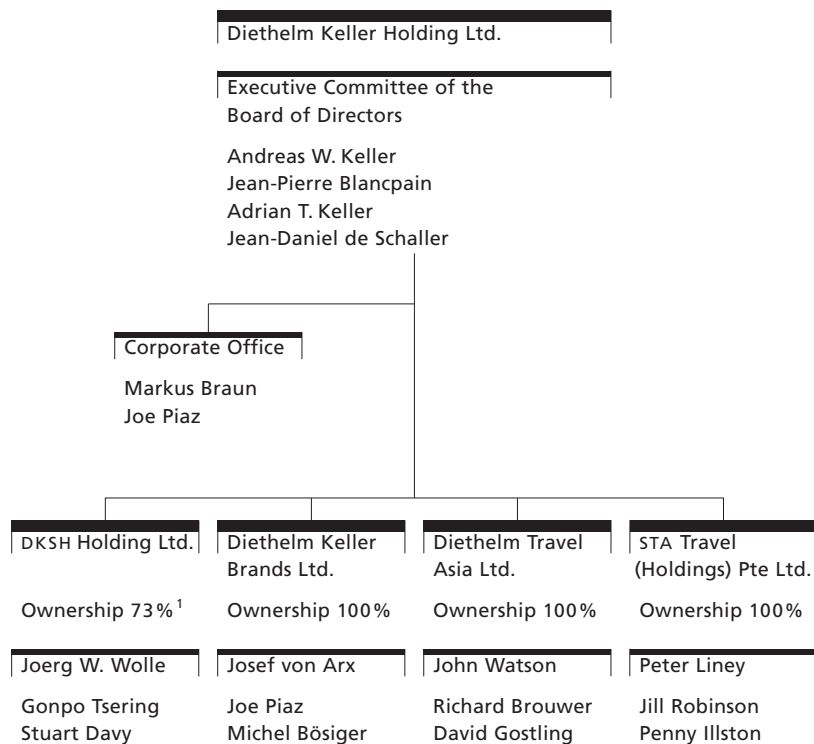 Diethelm Keller Holding Ltd.
Executive Committee of the
Board of Directors
Andreas W. Keller
Jean-Pierre Blancpain
Adrian T. Keller
Jean-Daniel de Schaller
Corporate Office
Markus Braun
Joe Piaz
DKSH Holding Ltd.
Ownership 73%¹
Joerg W. Wolle
Gonpo Tsering
Stuart Davy
Diethelm Keller
Brands Ltd.
Ownership 100%
Josef von Arx
Joe Piaz
Michel Bösiger
Diethelm Travel
Asia Ltd.
Ownership 100%
John Watson
Richard Brouwer
David Gostling
STA Travel
(Holdings) Pte Ltd.
Ownership 100%
Peter Liney
Jill Robinson
Penny Illston